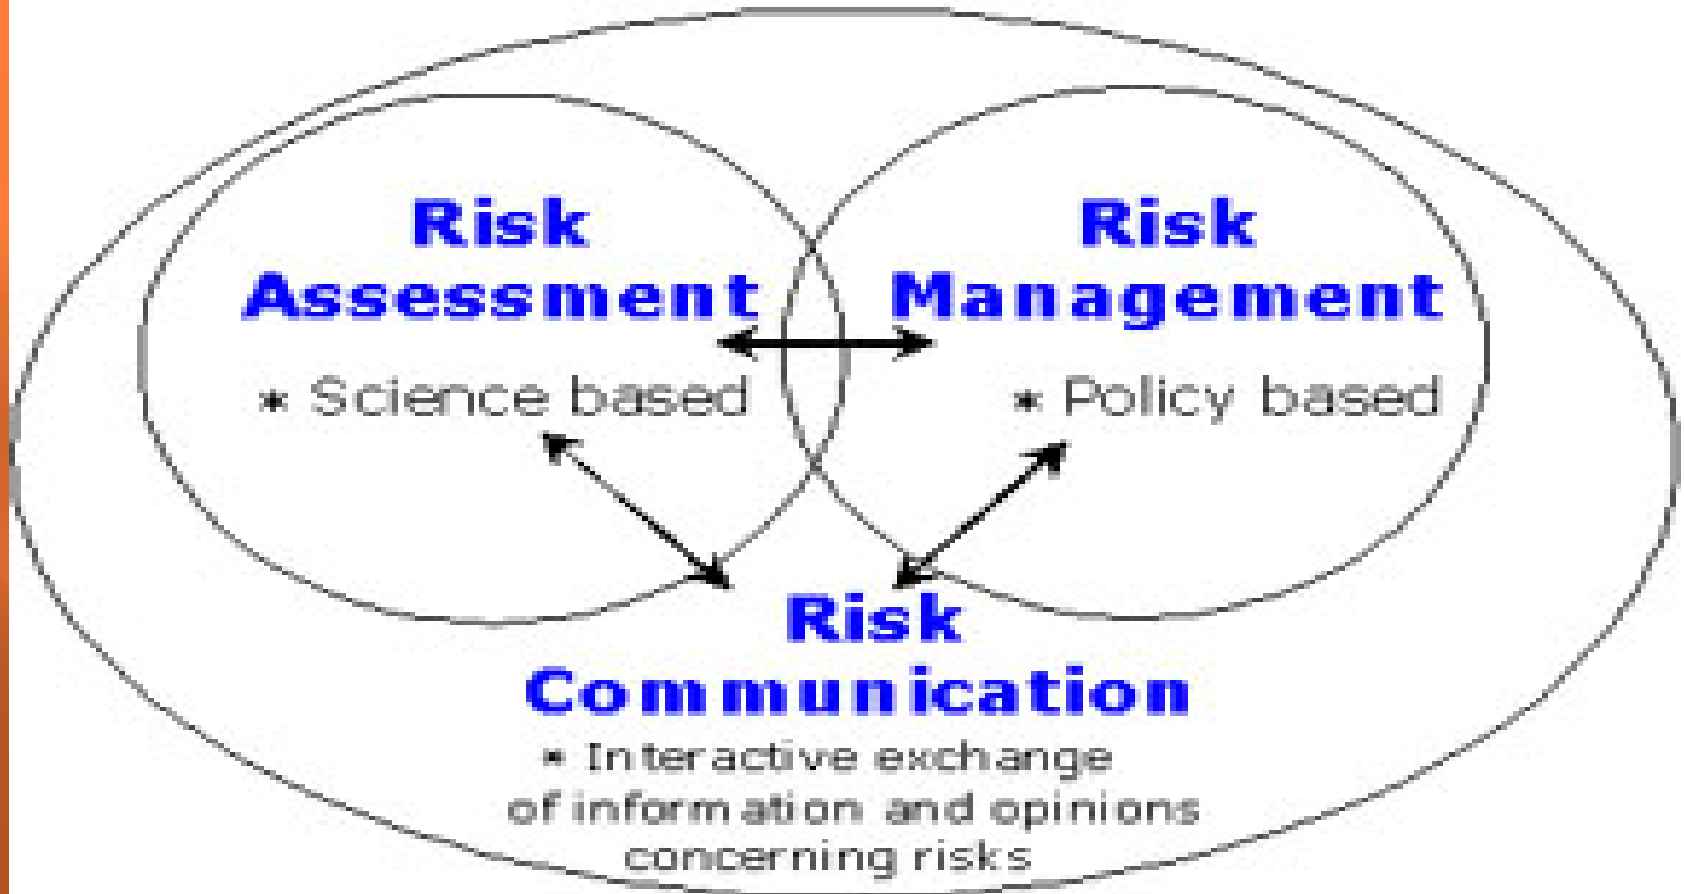 Risk
Assessment
* Science based
Risk
Management
* Policy based
Risk
Communication
* Interactive exchange
of information and opinions
concerning risks